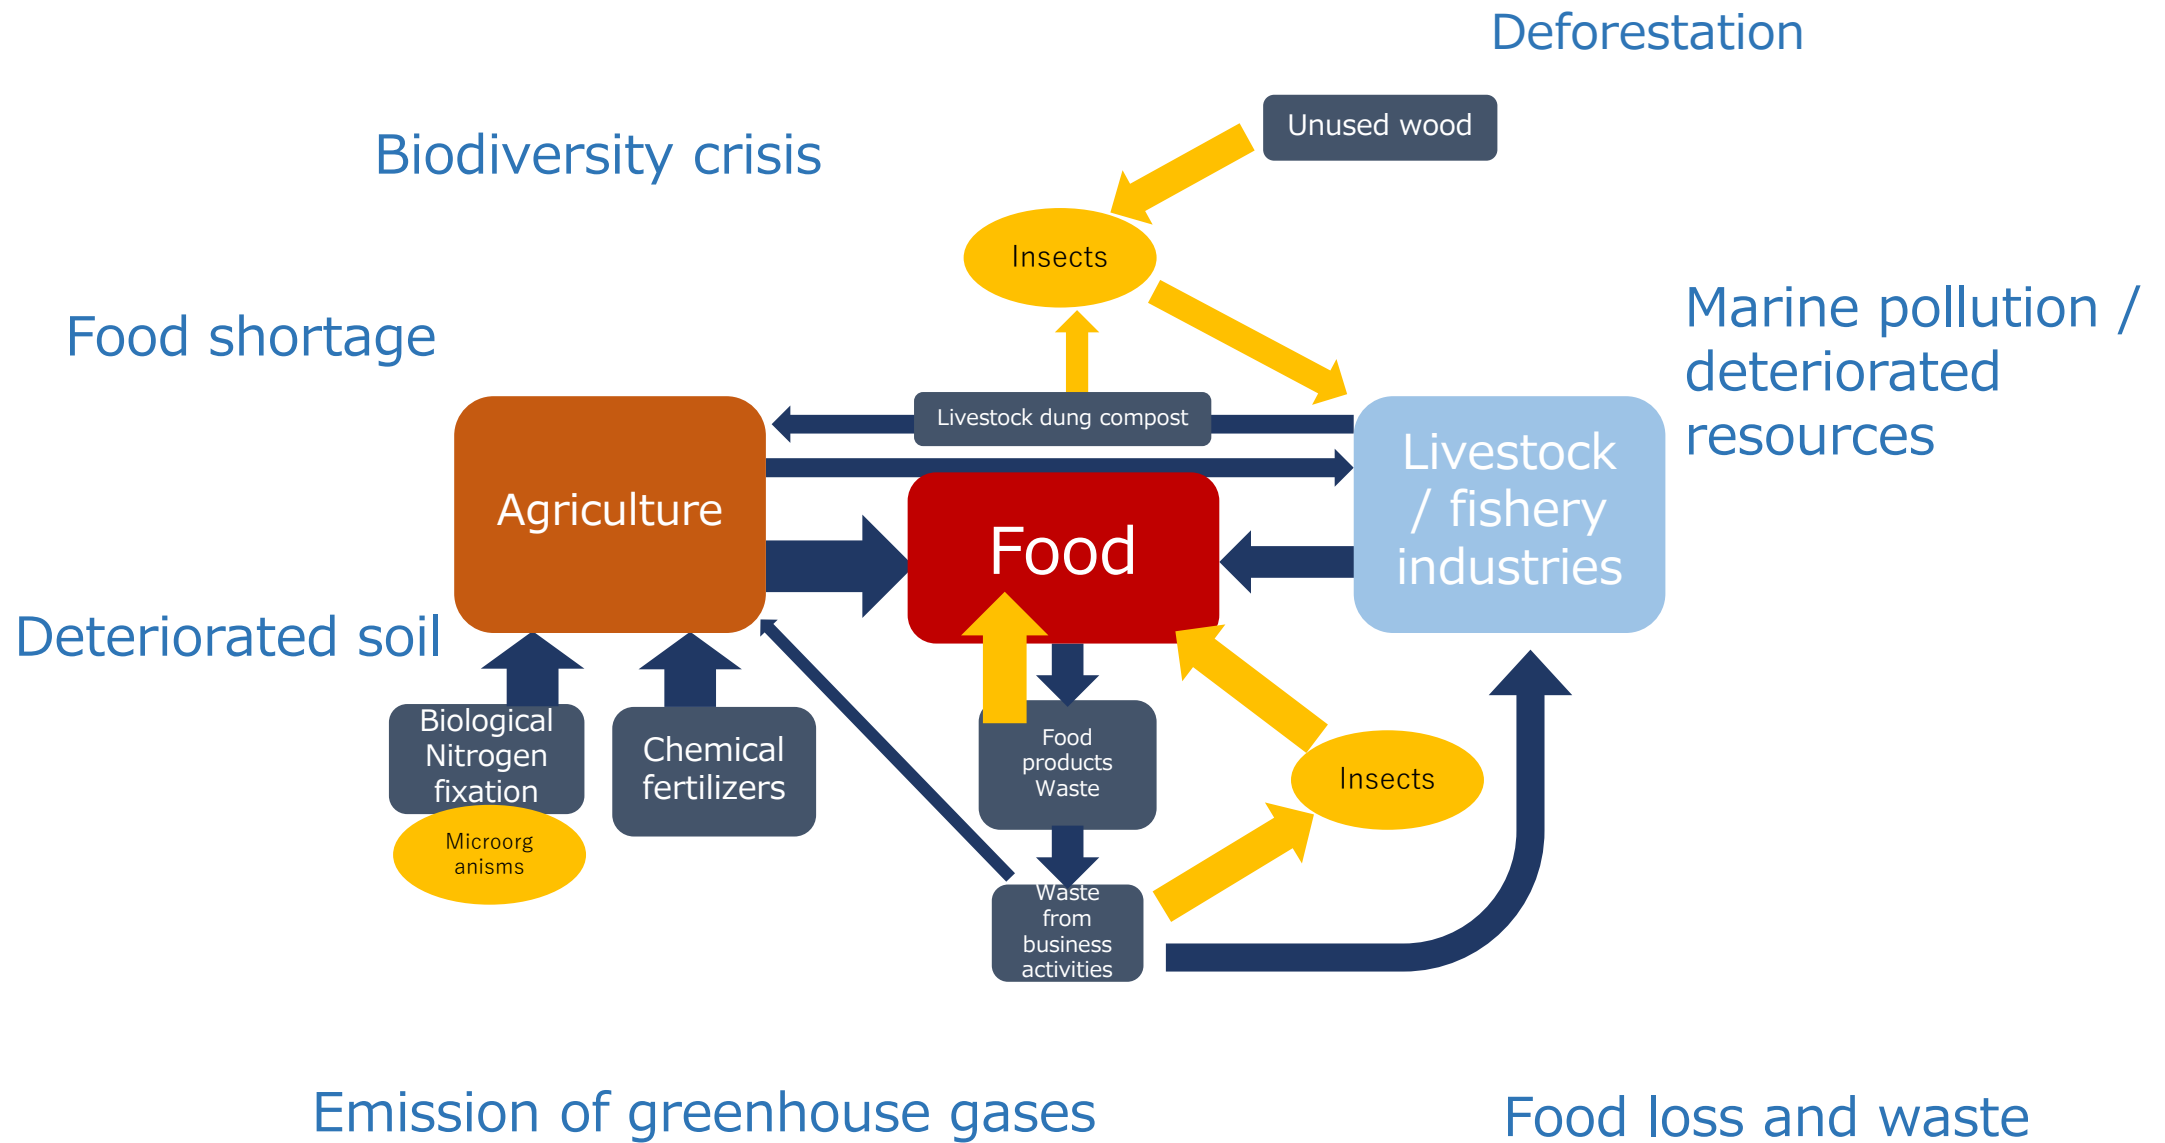 Deforestation
Unused wood
Biodiversity crisis
Insects
Food shortage
Marine pollution /
deteriorated
resources
Livestock dung compost
Agriculture
Food
Livestock
/ fishery
industries
Deteriorated soil
Biological
Nitrogen
fixation
Chemical
fertilizers
Food
products
Waste
Insects
Microorg
anisms
Waste
from
business
activities
Emission of greenhouse gases
Food loss and waste